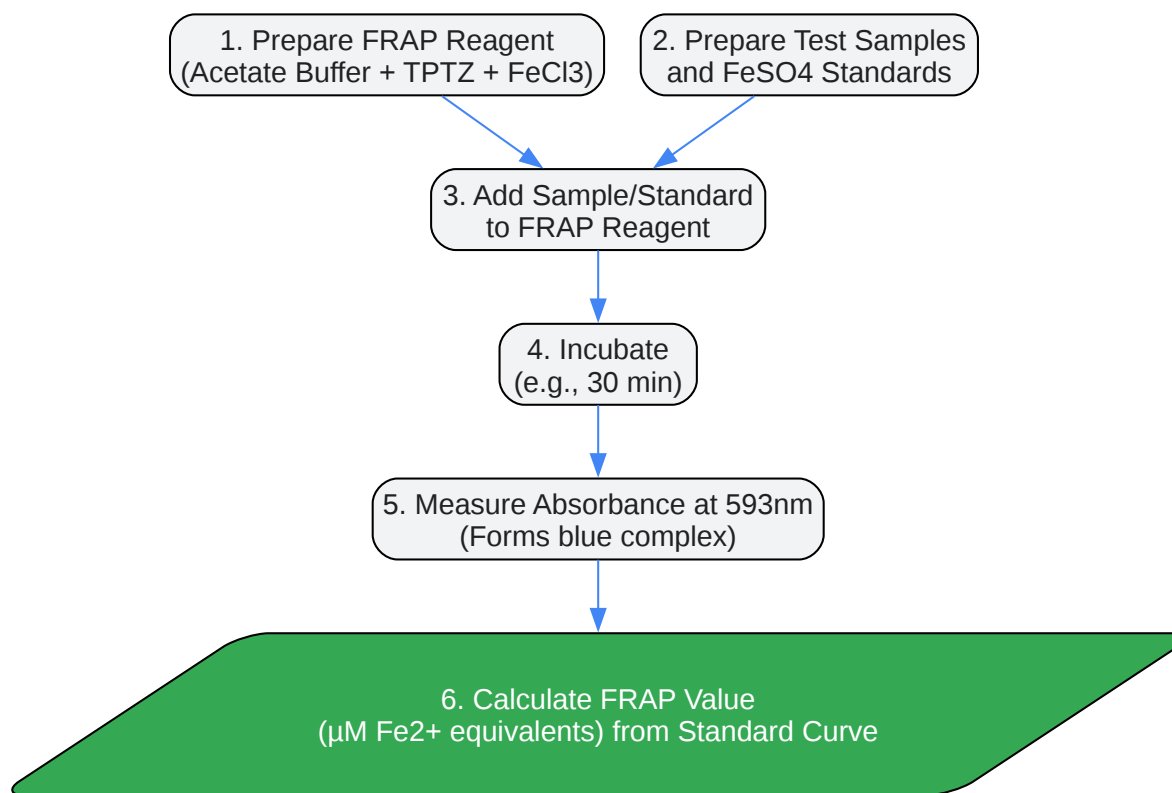 1. Prepare FRAP Reagent
(Acetate Buffer + TPTZ + FeCl3)
2. Prepare Test Samples
and FeSO4 Standards
3. Add Sample/Standard
to FRAP Reagent
4. Incubate
(e.g., 30 min)
5. Measure Absorbance at 593nm
(Forms blue complex)
6. Calculate FRAP Value
(µM Fe2+ equivalents) from Standard Curve